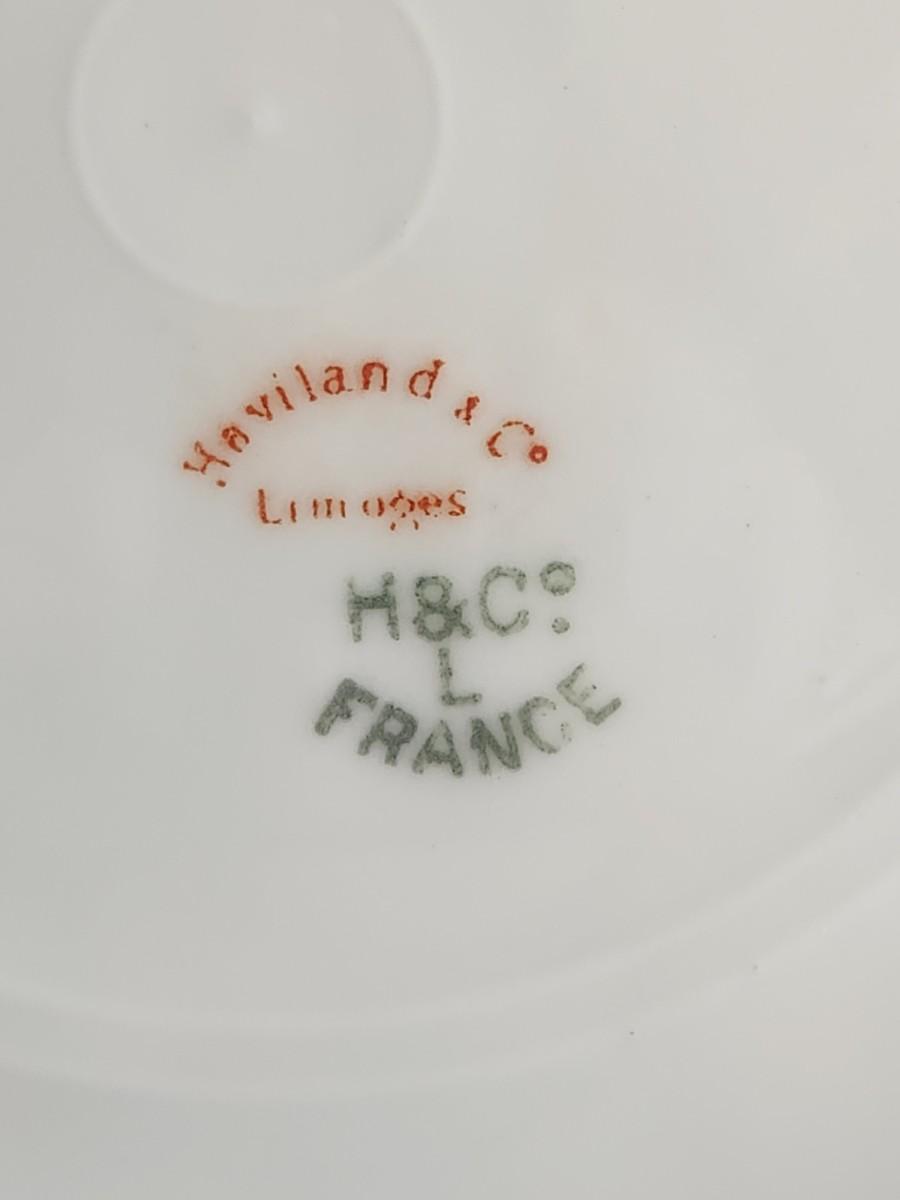 Haviland & Co
Limoges
H&Cº.
L
FRANCE